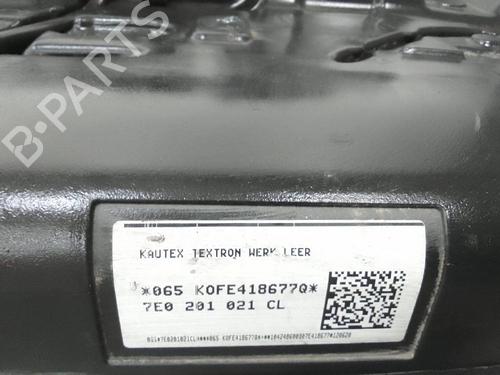 B-PARTS
KAUTEX TEXTRON WERK LEER
*065 KOFE418677Q*
7E0 201 021 CL